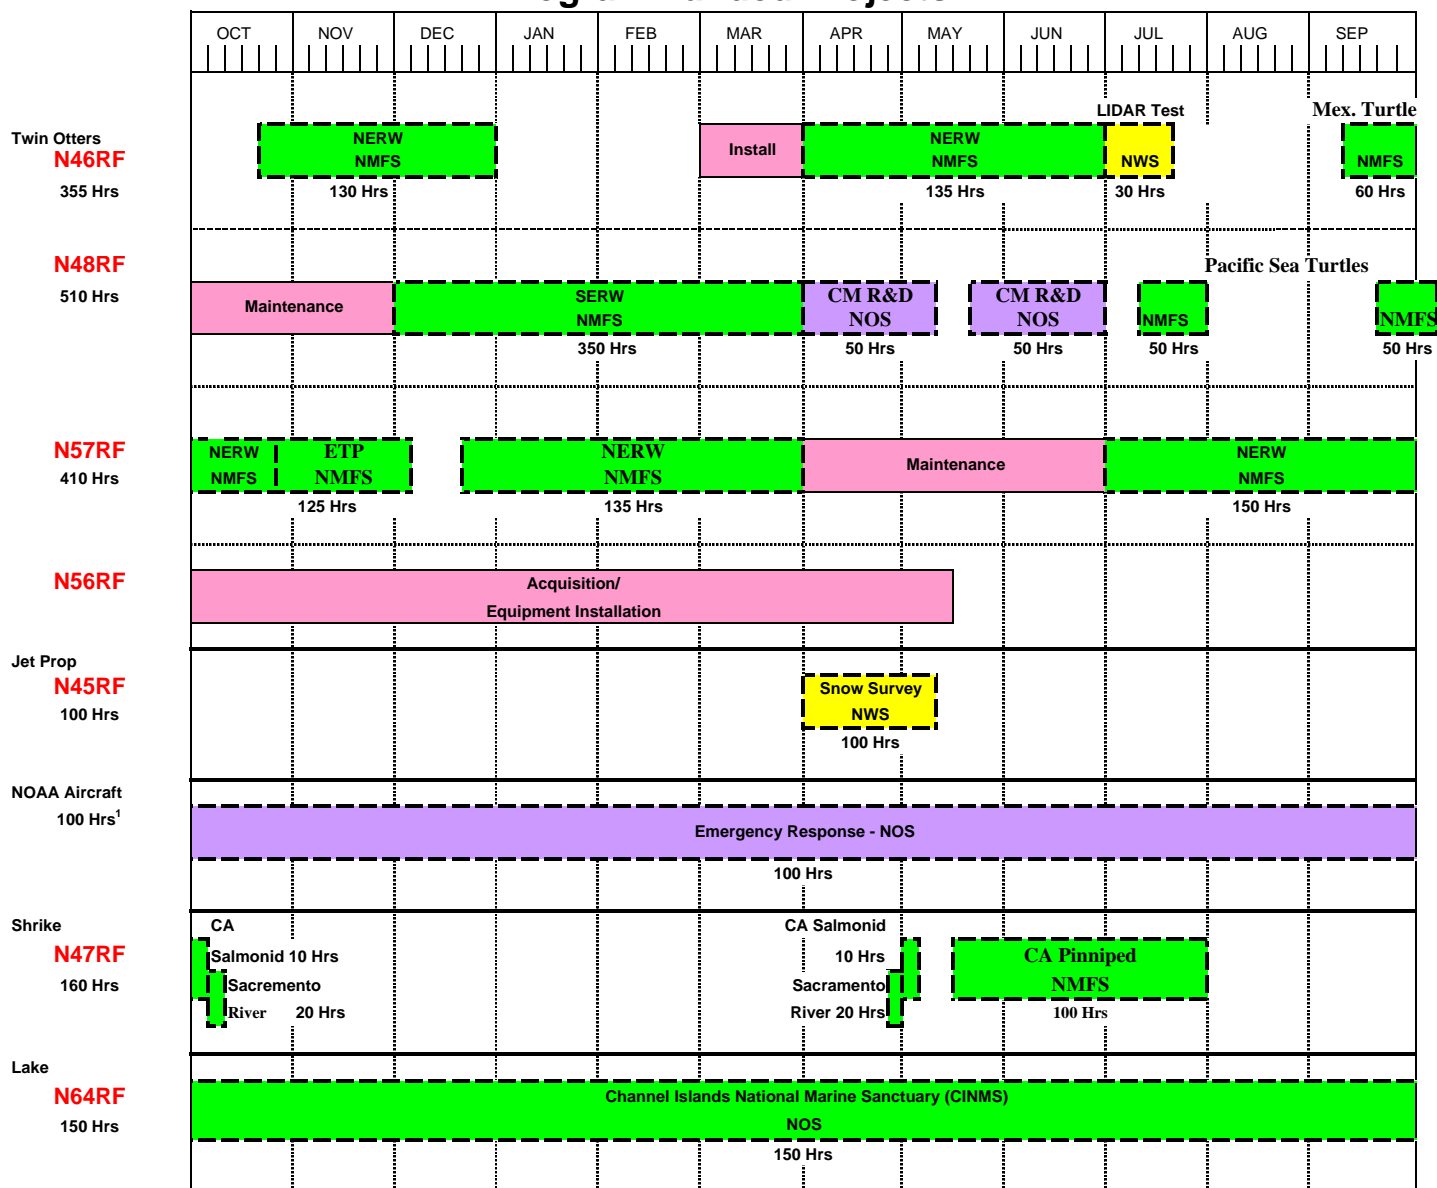 OCT NOV DEC JAN FEB MAR APR MAY JUN JUL AUG SEP
LIDAR Test Mex. Turtle
Twin Otters
N46RF
355 Hrs
NERW
NMFS
130 Hrs
Install
NERW
NMFS
135 Hrs
NWS
30 Hrs
NMFS
60 Hrs
N48RF
510 Hrs
Pacific Sea Turtles
Maintenance
SERW
NMFS
350 Hrs
CM R&D
NOS
50 Hrs
CM R&D
NOS
50 Hrs
NMFS
50 Hrs
NMFS
50 Hrs
N57RF
410 Hrs
NERW
NMFS
ETP
NMFS
125 Hrs
NERW
NMFS
135 Hrs
Maintenance
NERW
NMFS
150 Hrs
N56RF
Acquisition/
Equipment Installation
Jet Prop
N45RF
100 Hrs
Snow Survey
NWS
100 Hrs
NOAA Aircraft
100 Hrs1
Emergency Response - NOS
100 Hrs
Shrike
N47RF
160 Hrs
CA
Salmonid 10 Hrs
Sacremento
River 20 Hrs
CA Salmonid
10 Hrs
Sacramento
River 20 Hrs
CA Pinniped
NMFS
100 Hrs
Lake
N64RF
150 Hrs
Channel Islands National Marine Sanctuary (CINMS)
NOS
150 Hrs